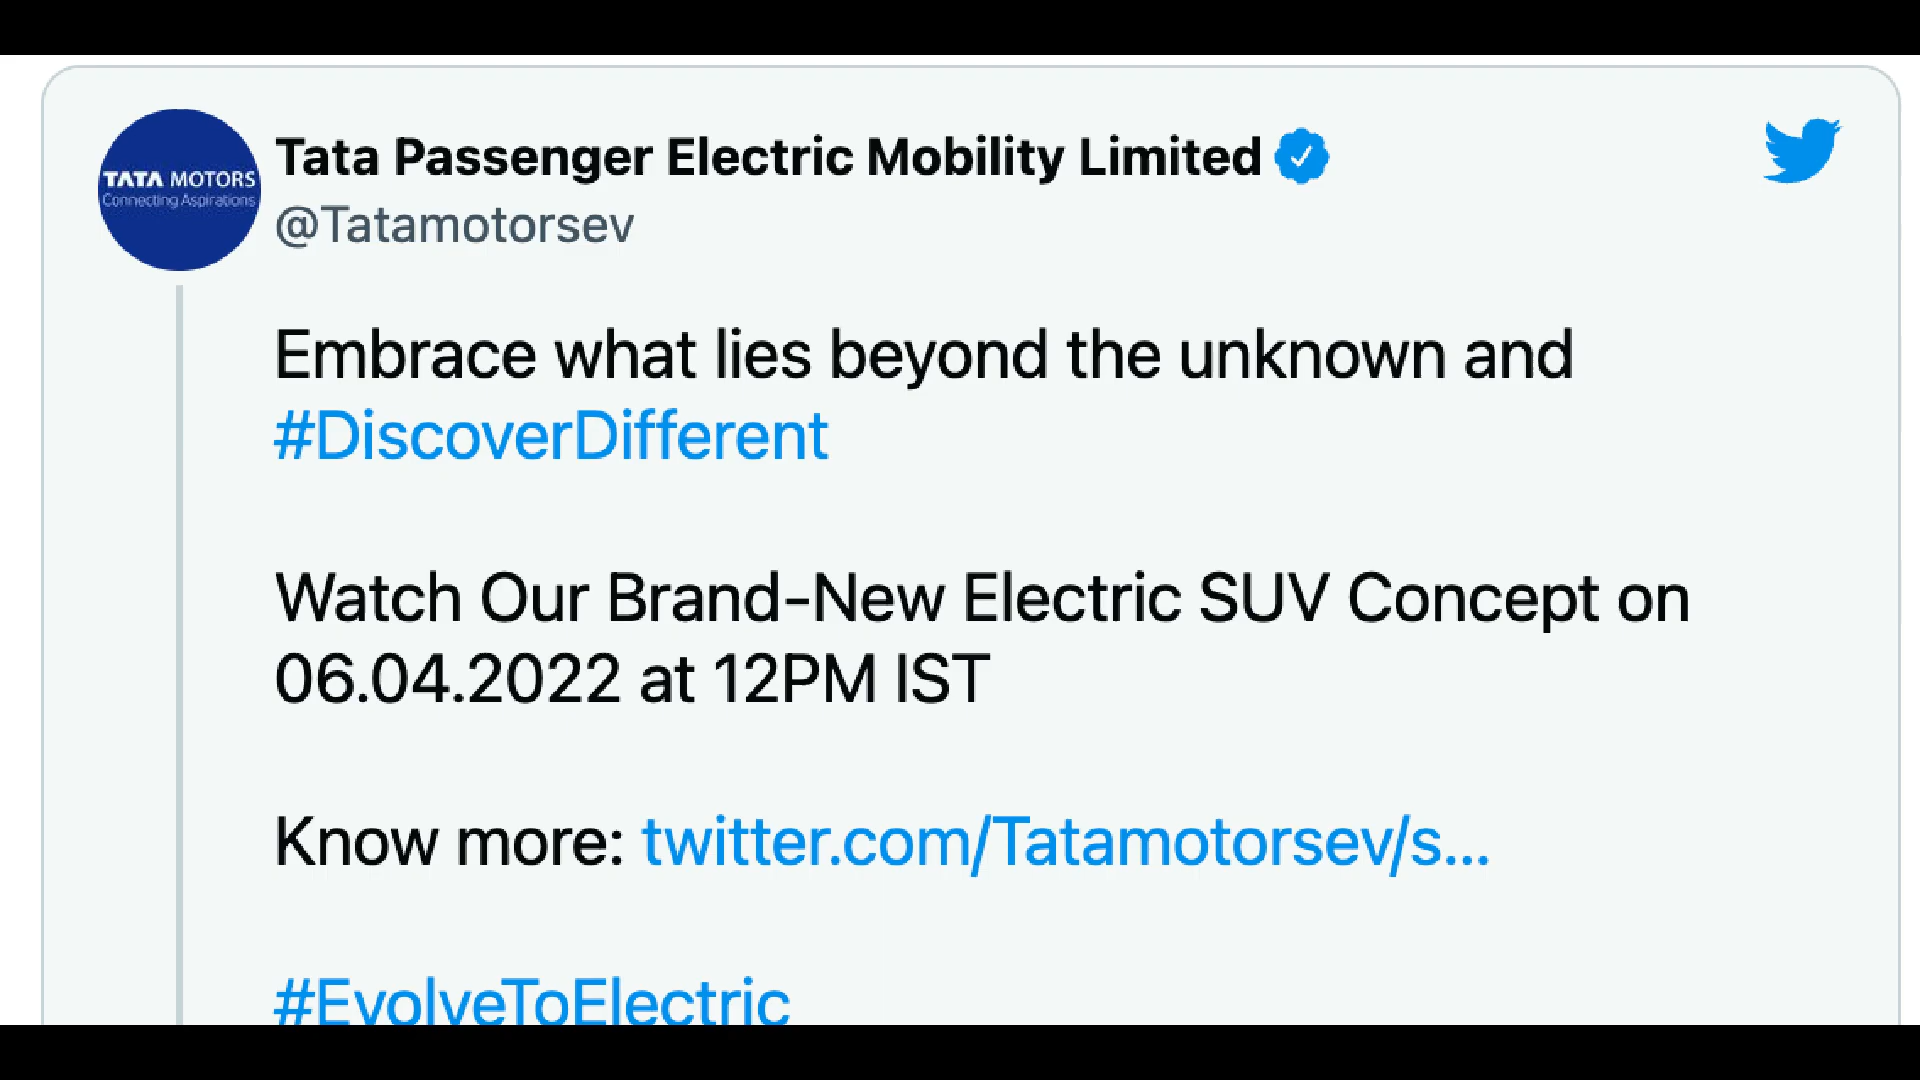 TATA MOTORS
Connecting Aspirations
Tata Passenger Electric Mobility Limited
@Tatamotorsev
Embrace what lies beyond the unknown and
#DiscoverDifferent
Watch Our Brand-New Electric SUV Concept on
06.04.2022 at 12PM IST
Know more: twitter.com/Tatamotorsev/s...
#EvolveToElectric